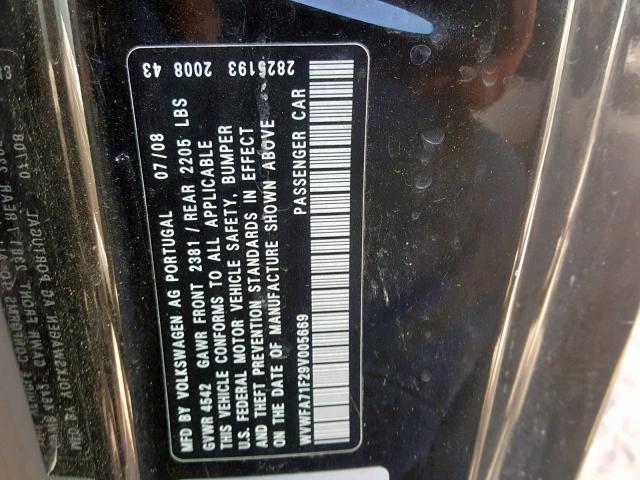 2008 43 2829193
MFD BY VOLKSWAGEN AG PORTUGAL 07/08
GVWR 4542 GAWR FRONT 2381 / REAR 2205 LBS
THIS VEHICLE CONFORMS TO ALL APPLICABLE
U.S. FEDERAL MOTOR VEHICLE SAFETY, BUMPER
AND THEFT PREVENTION STANDARDS IN EFFECT
ON THE DATE OF MANUFACTURE SHOWN ABOVE
PASSENGER CAR
WVWFA71F29V005669